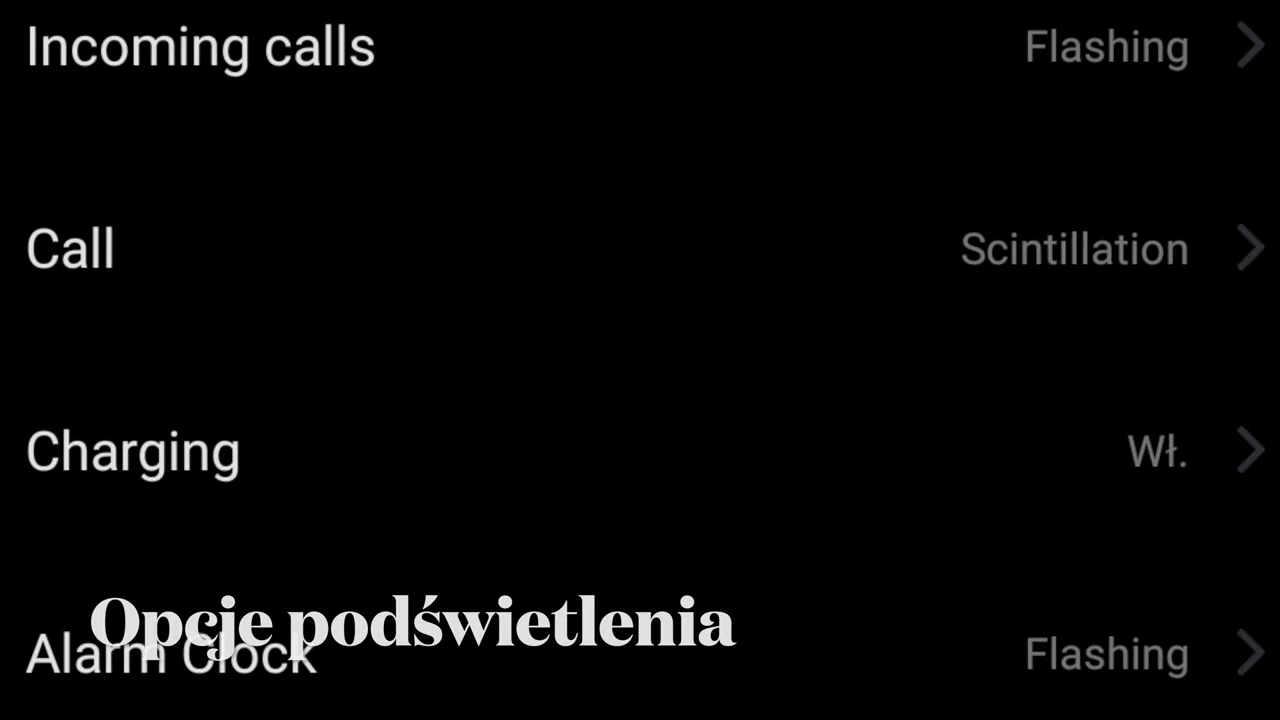 Incoming calls Flashing
Call Scintillation
Charging Wł.
Opcje podświetlenia
Alarm Clock Flashing